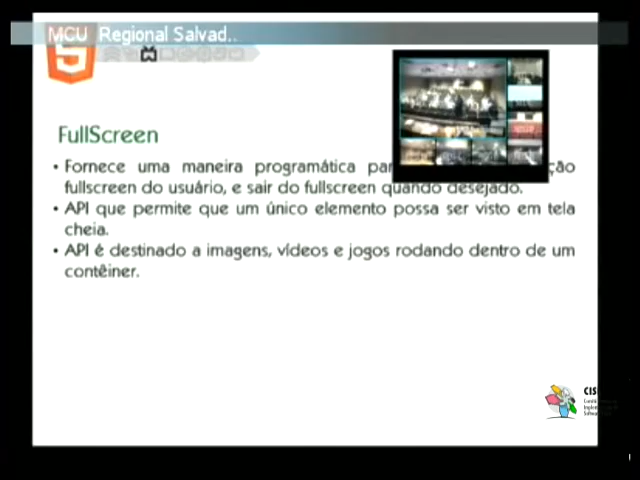 MCU Regional Salvad..
FullScreen
• Fornece uma maneira programática ção
fullscreen do usuário, e sair do fullscreen quando desejado.
• API que permite que um único elemento possa ser visto em tela
cheia.
• API é destinado a imagens, vídeos e jogos rodando dentro de um
contêiner.